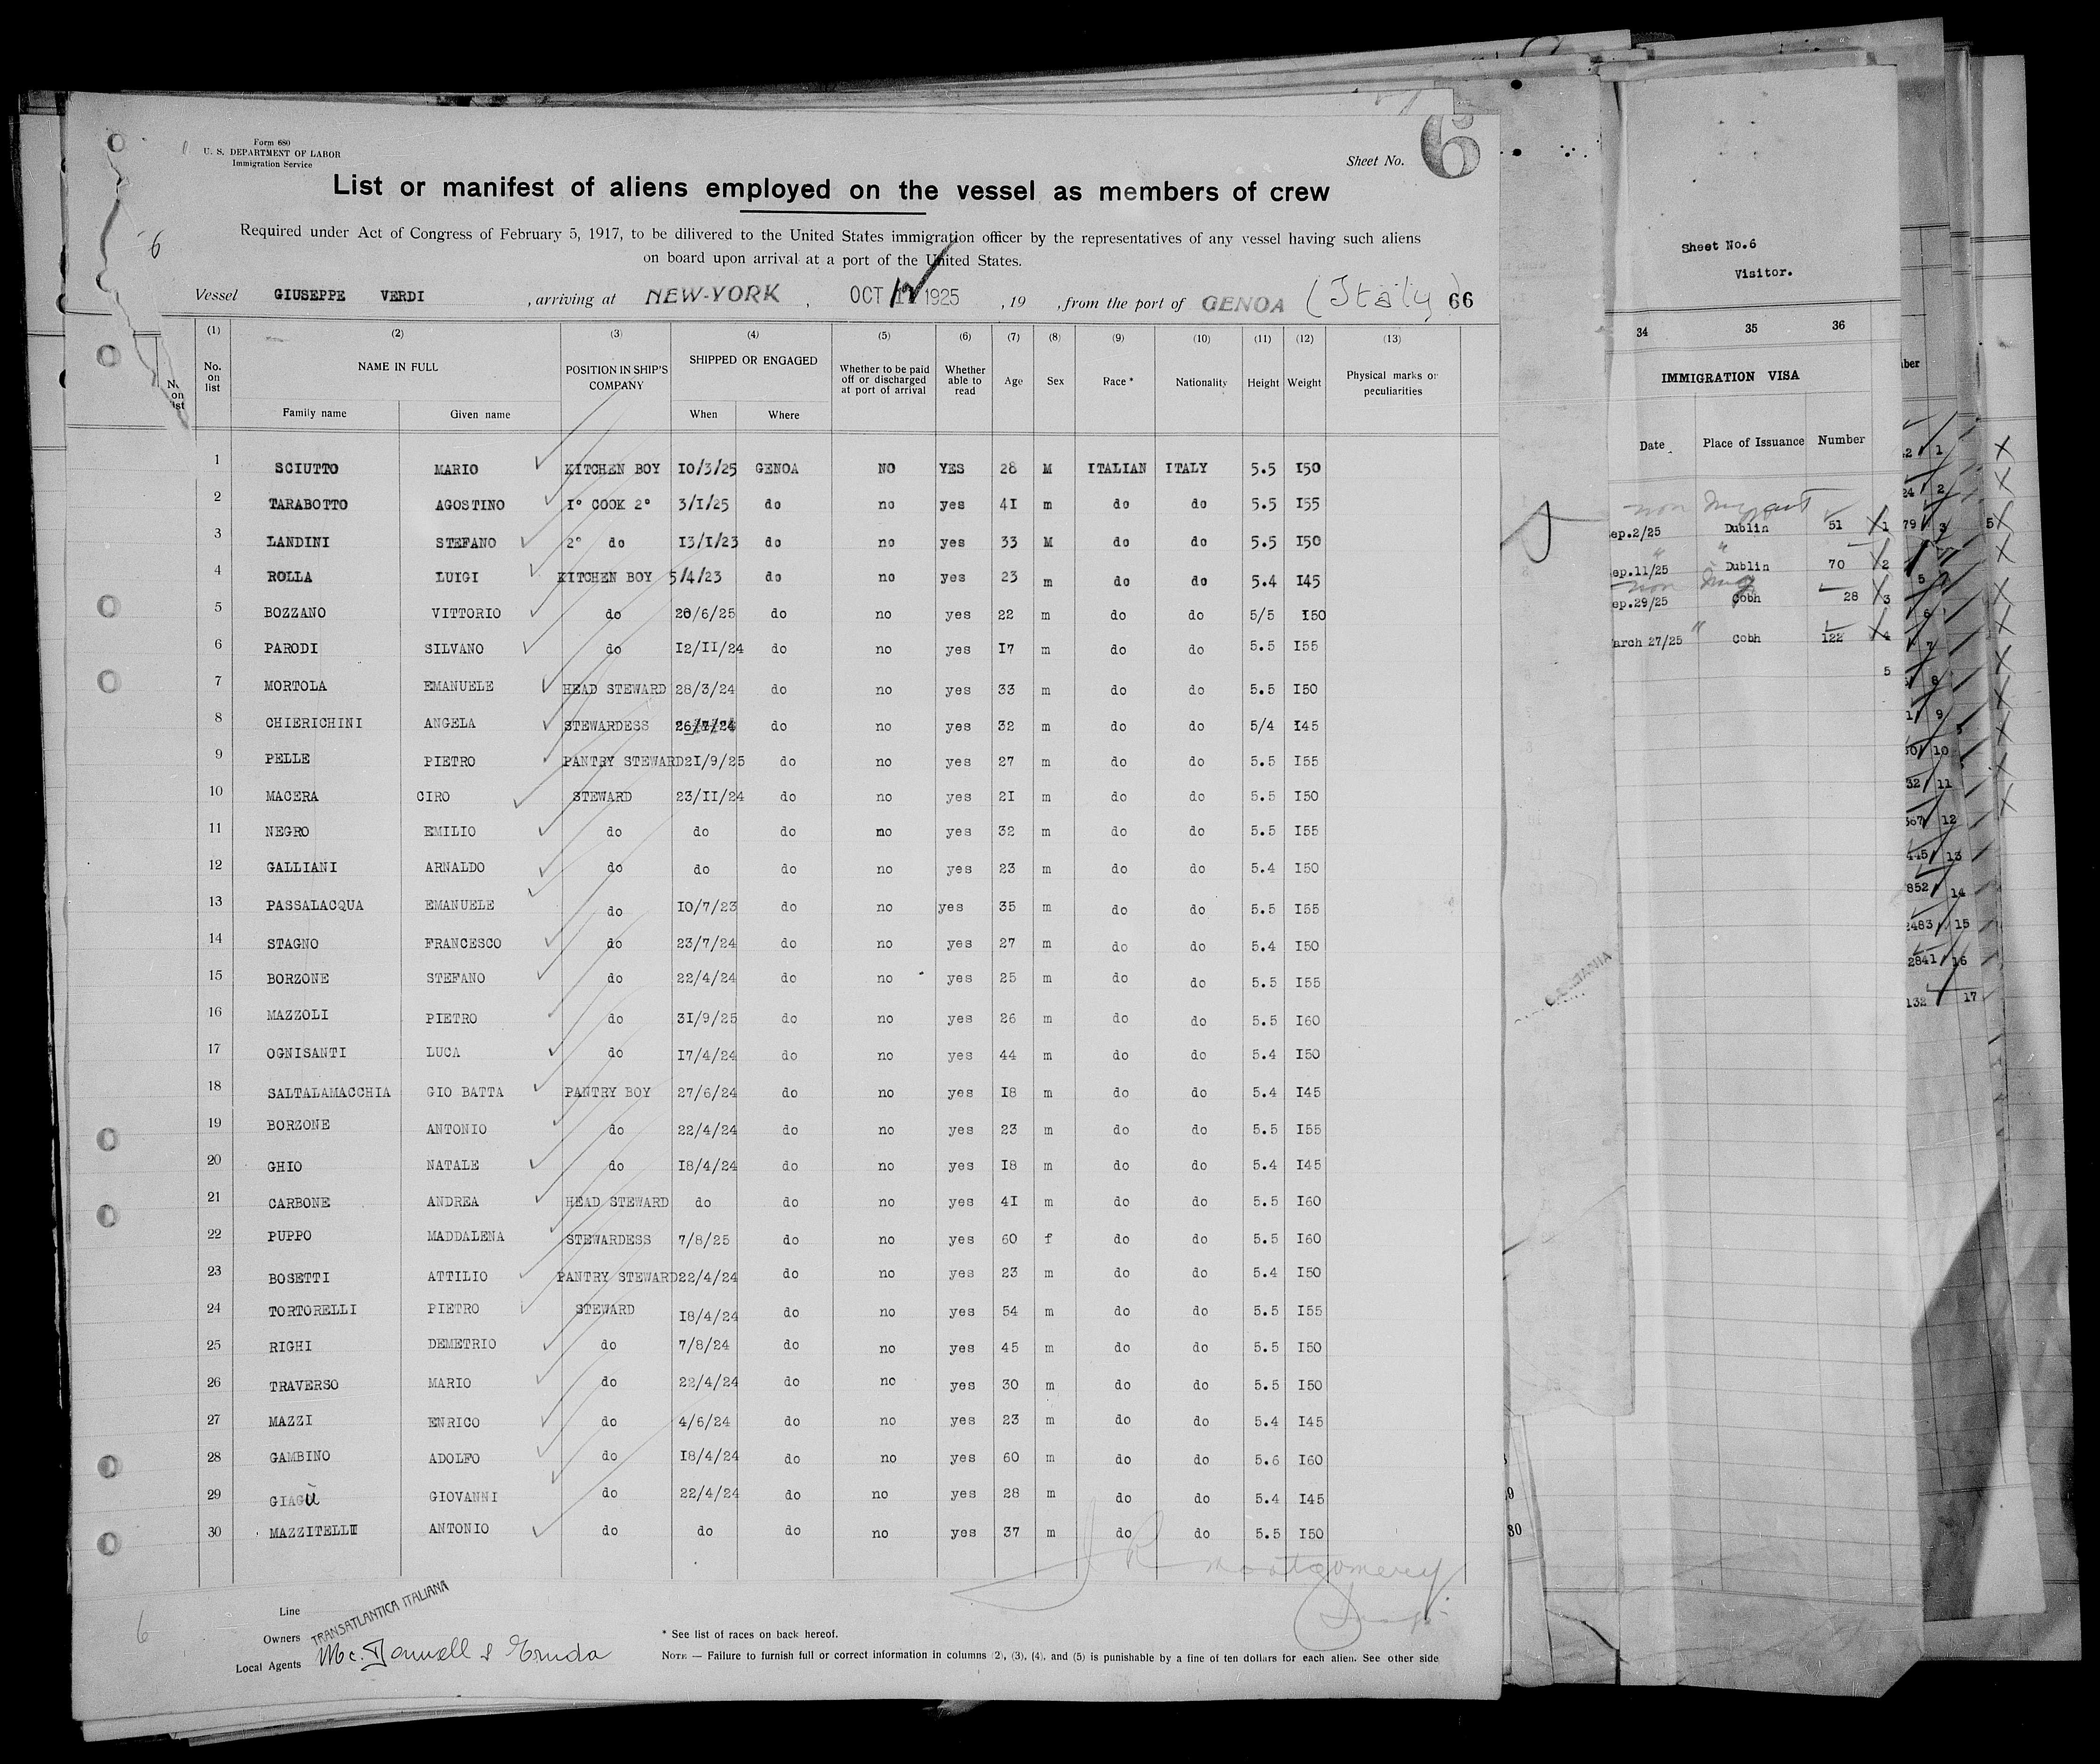 Form 680
U. S. DEPARTMENT OF LABOR
Immigration Service
Sheet No. 6
List or manifest of aliens employed on the vessel as members of crew
6
Required under Act of Congress of February 5, 1917, to be dilivered to the United States immigration officer by the representatives of any vessel having such aliens
on board upon arrival at a port of the United States.
Vessel GIUSEPPE VERDI , arriving at NEW-YORK , OCT 1925 , 19 , from the port of GENOA (Italy) 66
(1) (2) (3) (4) (5) (6) (7) (8) (9) (10) (11) (12) (13)
No. on list NAME IN FULL POSITION IN SHIP'S COMPANY SHIPPED OR ENGAGED Whether to be paid off or discharged at port of arrival Whether able to read Age Sex Race * Nationality Height Weight Physical marks or peculiarities
Family name Given name When Where
1 SCIUTTO MARIO KITCHEN BOY I0/3/25 GENOA NO YES 28 M ITALIAN ITALY 5.5 I50
2 TARABOTTO AGOSTINO I° COOK 2° 3/I/25 do no yes 4I m do do 5.5 I55
3 LANDINI STEFANO 2° do I3/I/23 do no yes 33 M do do 5.5 I50
4 ROLLA LUIGI KITCHEN BOY 5/4/23 do no yes 23 m do do 5.4 I45
5 BOZZANO VITTORIO do 20/6/25 do no yes 22 m do do 5/5 I50
6 PARODI SILVANO do I2/II/24 do no yes I7 m do do 5.5 I55
7 MORTOLA EMANUELE HEAD STEWARD 28/3/24 do no yes 33 m do do 5.5 I50
8 CHIERICHINI ANGELA STEWARDESS 26/7/24 do no yes 32 m do do 5/4 I45
9 PELLE PIETRO PANTRY STEWARD 2I/9/25 do no yes 27 m do do 5.5 I55
10 MACERA CIRO STEWARD 23/II/24 do no yes 2I m do do 5.5 I50
11 NEGRO EMILIO do do do no yes 32 m do do 5.5 I55
12 GALLIANI ARNALDO do do do no yes 23 m do do 5.4 I50
13 PASSALACQUA EMANUELE do I0/7/23 do no yes 35 m do do 5.5 I55
14 STAGNO FRANCESCO do 23/7/24 do no yes 27 m do do 5.4 I50
15 BORZONE STEFANO do 22/4/24 do no yes 25 m do do 5.5 I55
16 MAZZOLI PIETRO do 3I/9/25 do no yes 26 m do do 5.5 I60
17 OGNISANTI LUCA do I7/4/24 do no yes 44 m do do 5.4 I50
18 SALTALAMACCHIA GIO BATTA PANTRY BOY 27/6/24 do no yes I8 m do do 5.4 I45
19 BORZONE ANTONIO do 22/4/24 do no yes 23 m do do 5.5 I55
20 GHIO NATALE do I8/4/24 do no yes I8 m do do 5.4 I45
21 CARBONE ANDREA HEAD STEWARD do do no yes 4I m do do 5.5 I60
22 PUPPO MADDALENA STEWARDESS 7/8/25 do no yes 60 f do do 5.5 I60
23 BOSETTI ATTILIO PANTRY STEWARD 22/4/24 do no yes 23 m do do 5.4 I50
24 TORTORELLI PIETRO STEWARD I8/4/24 do no yes 54 m do do 5.5 I55
25 RIGHI DEMETRIO do 7/8/24 do no yes 45 m do do 5.5 I50
26 TRAVERSO MARIO do 22/4/24 do no yes 30 m do do 5.5 I50
27 MAZZI ENRICO do 4/6/24 do no yes 23 m do do 5.4 I45
28 GAMBINO ADOLFO do I8/4/24 do no yes 60 m do do 5.6 I60
29 GIAGÙ GIOVANNI do 22/4/24 do no yes 28 m do do 5.4 I45
30 MAZZITELLI ANTONIO do do do no yes 37 m do do 5.5 I50
J R Montgomery
6
Line
Owners TRANSATLANTICA ITALIANA
Local Agents
* See list of races on back hereof.
NOTE — Failure to furnish full or correct information in columns (2), (3), (4), and (5) is punishable by a fine of ten dollars for each alien. See other side
Sheet No.6
Visitor.
34 35 36
IMMIGRATION VISA
Date Place of Issuance Number
ep.2/25 Dublin 51 1
ep.11/25 Dublin 70 2
ep.29/25 Cobh 28 3
arch 27/25 Cobh 122 4
5